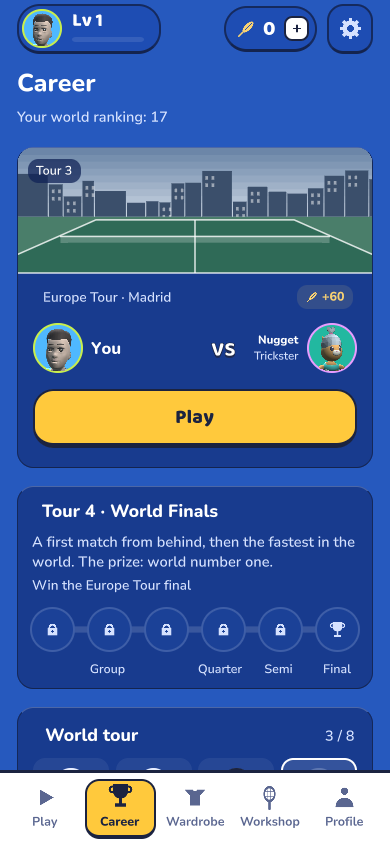 Lv 1
0
+
Career
Your world ranking: 17
Tour 3
Europe Tour · Madrid
+60
You
VS
Nugget
Trickster
Play
Tour 4 · World Finals
A first match from behind, then the fastest in the
world. The prize: world number one.
Win the Europe Tour final
Group
Quarter
Semi
Final
World tour
3 / 8
Play
Career
Wardrobe
Workshop
Profile